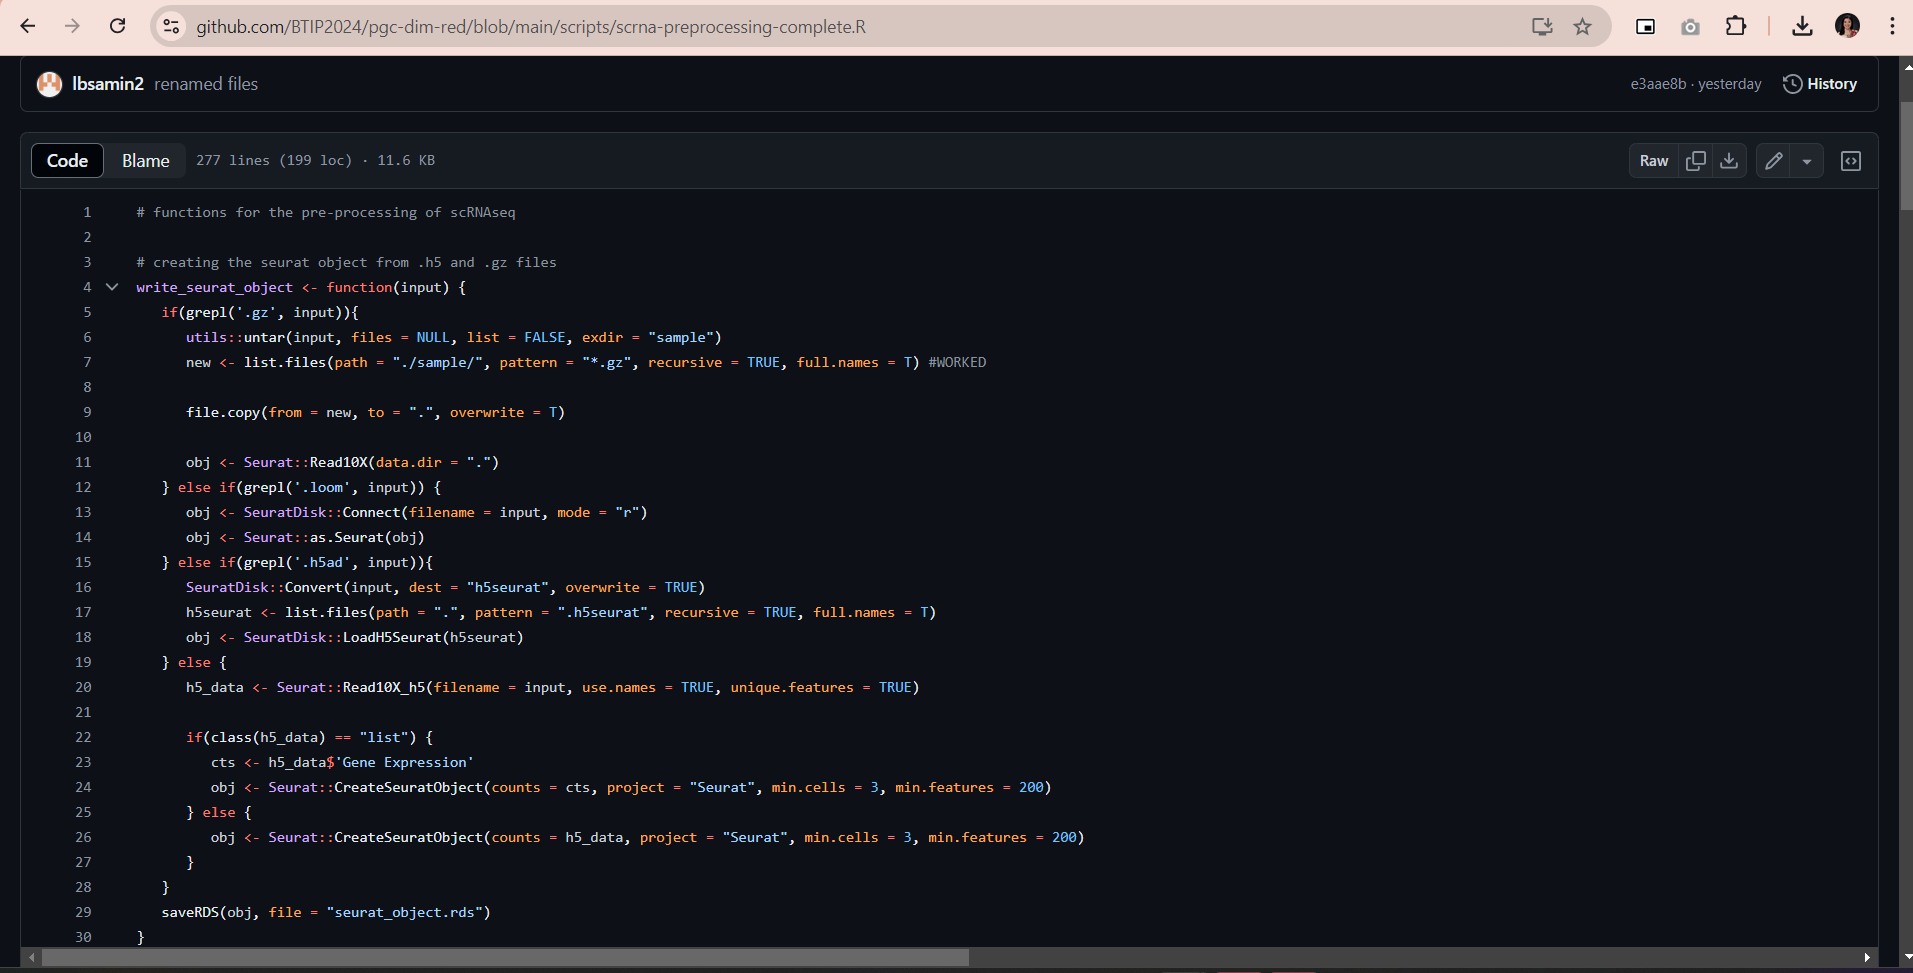 github.com/BTIP2024/pgc-dim-red/blob/main/scripts/scrna-preprocessing-complete.R
lbsamin2 renamed files e3aae8b · yesterday History
Code Blame 277 lines (199 loc) · 11.6 KB Raw
1 # functions for the pre-processing of scRNAseq
2
3 # creating the seurat object from .h5 and .gz files
4 write_seurat_object <- function(input) {
5 if(grepl('.gz', input)){
6 utils::untar(input, files = NULL, list = FALSE, exdir = "sample")
7 new <- list.files(path = "./sample/", pattern = "*.gz", recursive = TRUE, full.names = T) #WORKED
8
9 file.copy(from = new, to = ".", overwrite = T)
10
11 obj <- Seurat::Read10X(data.dir = ".")
12 } else if(grepl('.loom', input)) {
13 obj <- SeuratDisk::Connect(filename = input, mode = "r")
14 obj <- Seurat::as.Seurat(obj)
15 } else if(grepl('.h5ad', input)){
16 SeuratDisk::Convert(input, dest = "h5seurat", overwrite = TRUE)
17 h5seurat <- list.files(path = ".", pattern = ".h5seurat", recursive = TRUE, full.names = T)
18 obj <- SeuratDisk::LoadH5Seurat(h5seurat)
19 } else {
20 h5_data <- Seurat::Read10X_h5(filename = input, use.names = TRUE, unique.features = TRUE)
21
22 if(class(h5_data) == "list") {
23 cts <- h5_data$'Gene Expression'
24 obj <- Seurat::CreateSeuratObject(counts = cts, project = "Seurat", min.cells = 3, min.features = 200)
25 } else {
26 obj <- Seurat::CreateSeuratObject(counts = h5_data, project = "Seurat", min.cells = 3, min.features = 200)
27 }
28 }
29 saveRDS(obj, file = "seurat_object.rds")
30 }